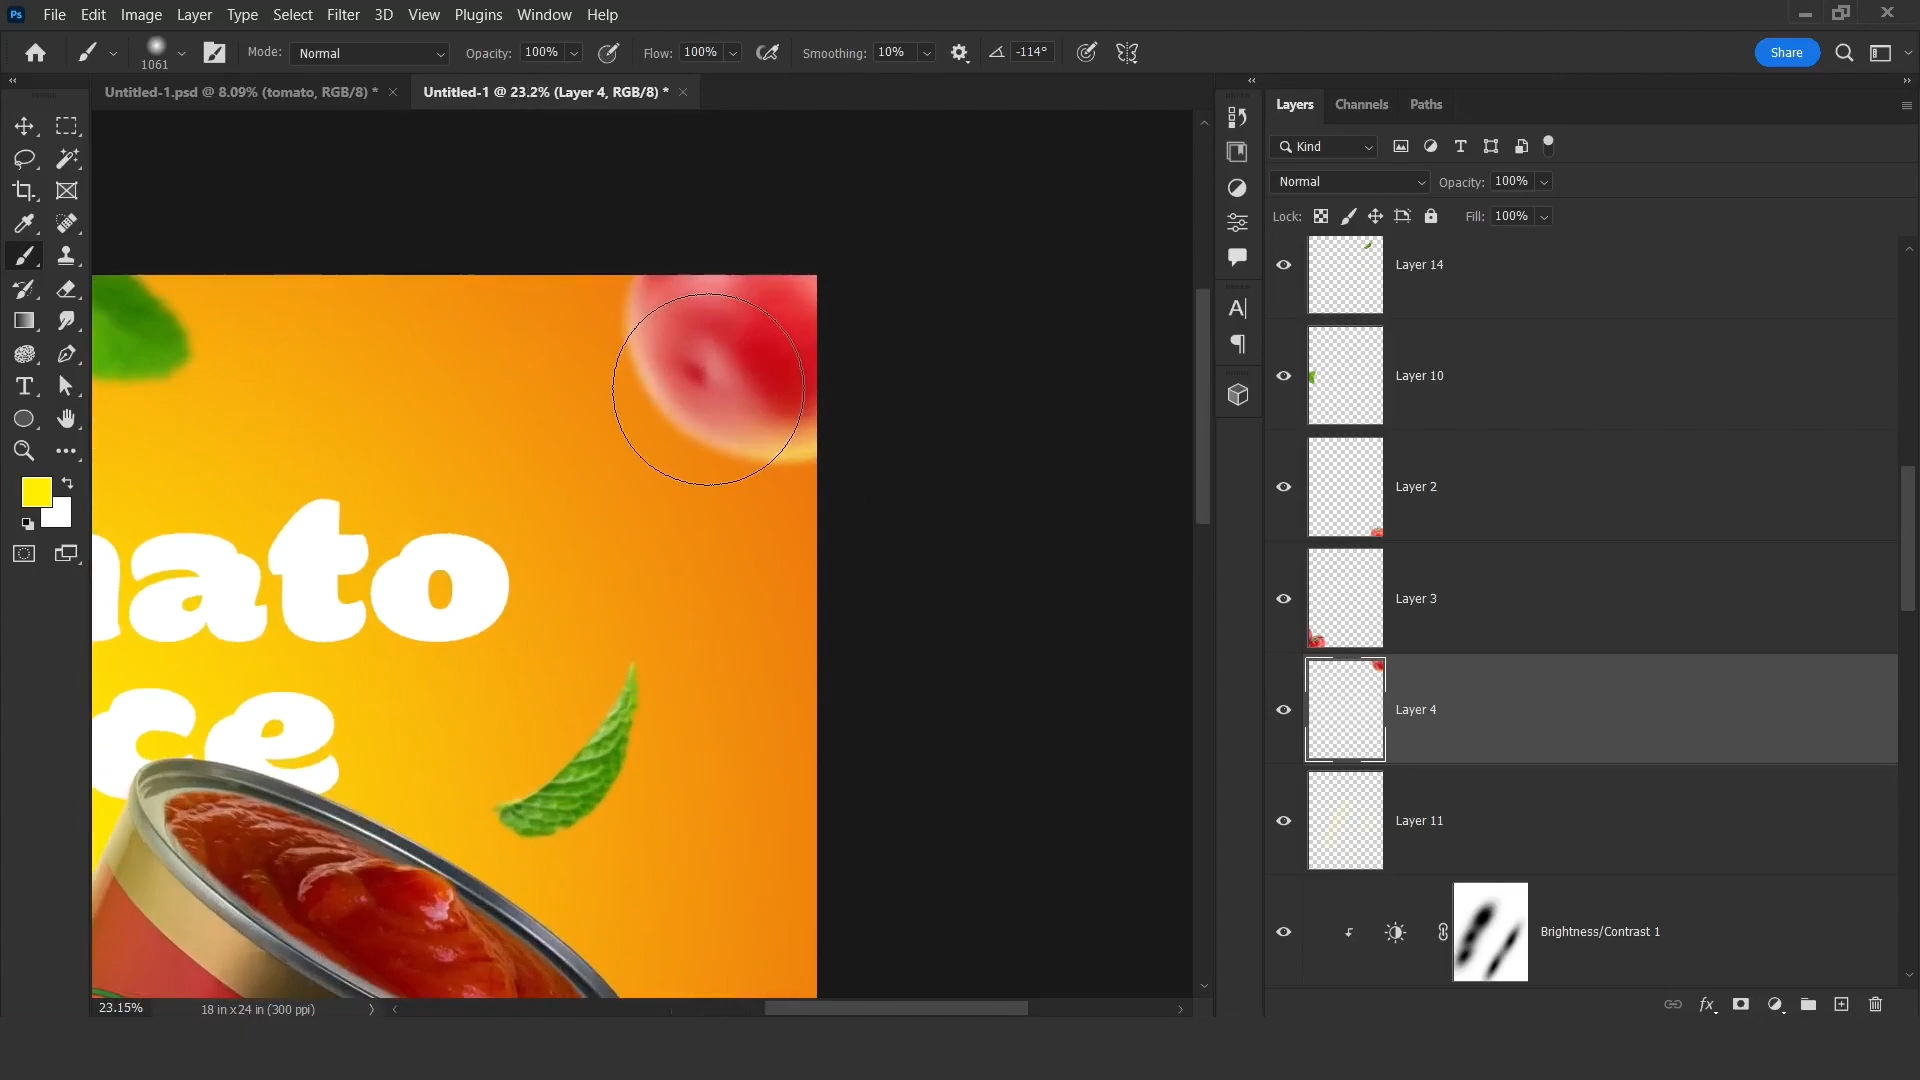 Ps File Edit Image Layer Type Select Filter 3D View Plugins Window Help
1061 Mode: Normal Opacity: 100% Flow: 100% Smoothing: 10% -114° Share
Untitled-1.psd @ 8.09% (tomato, RGB/8) * Untitled-1 @ 23.2% (Layer 4, RGB/8) *
Layers Channels Paths
Kind
Normal Opacity: 100%
Lock: Fill: 100%
Layer 14
Layer 10
Layer 2
Layer 3
Layer 4
Layer 11
Brightness/Contrast 1
ato
ce
23.15% 18 in x 24 in (300 ppi)
fx